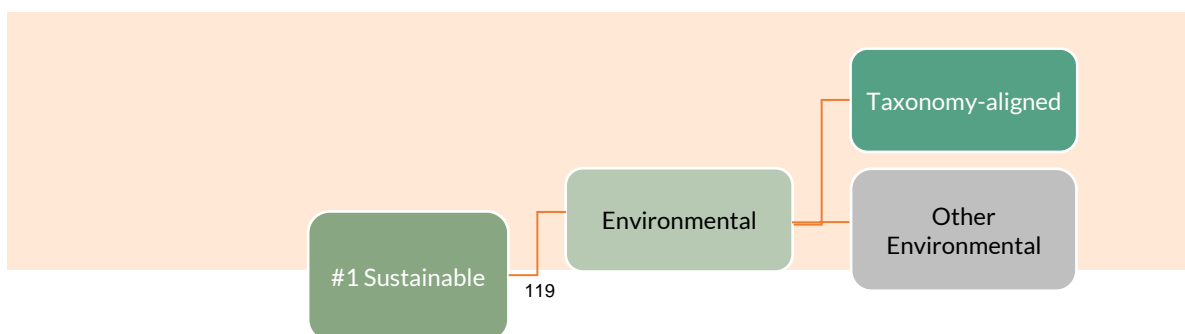 Taxonomy-aligned
Environmental
Other
Environmental
#1 Sustainable
119